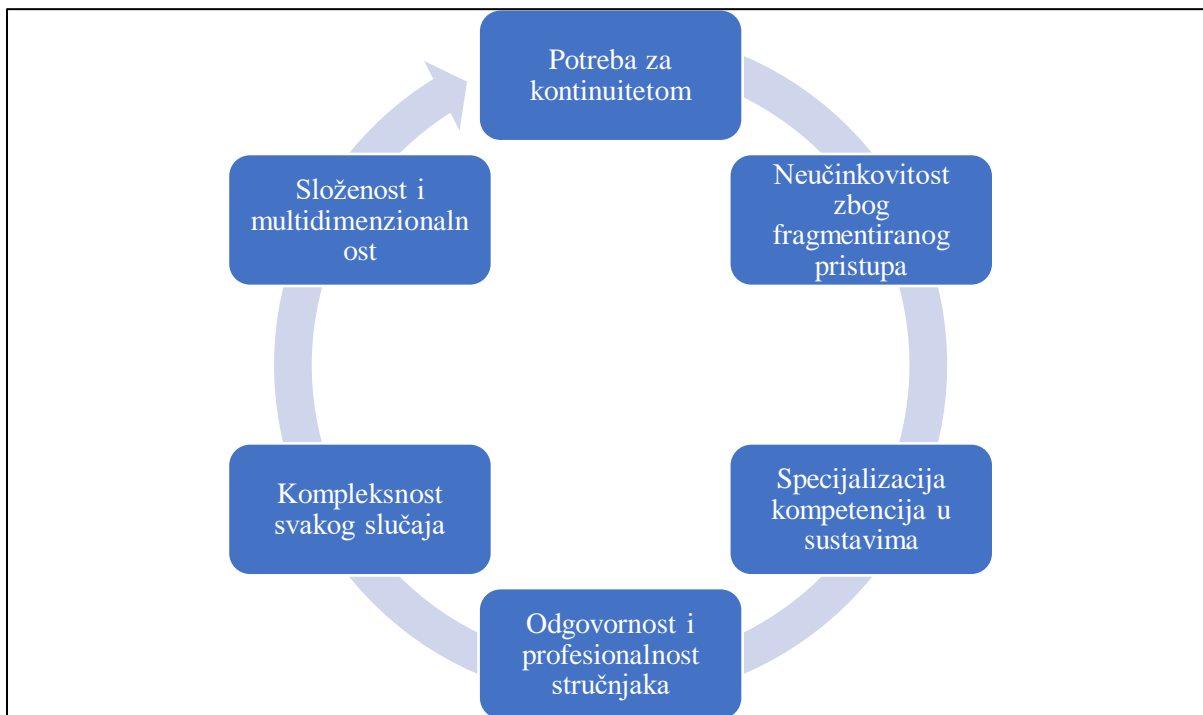 Potreba za
kontinuitetom
Neučinkovitost
zbog
fragmentiranog
pristupa
Specijalizacija
kompetencija u
sustavima
Odgovornost i
profesionalnost
stručnjaka
Kompleksnost
svakog slučaja
Složenost i
multidimenzionaln
ost